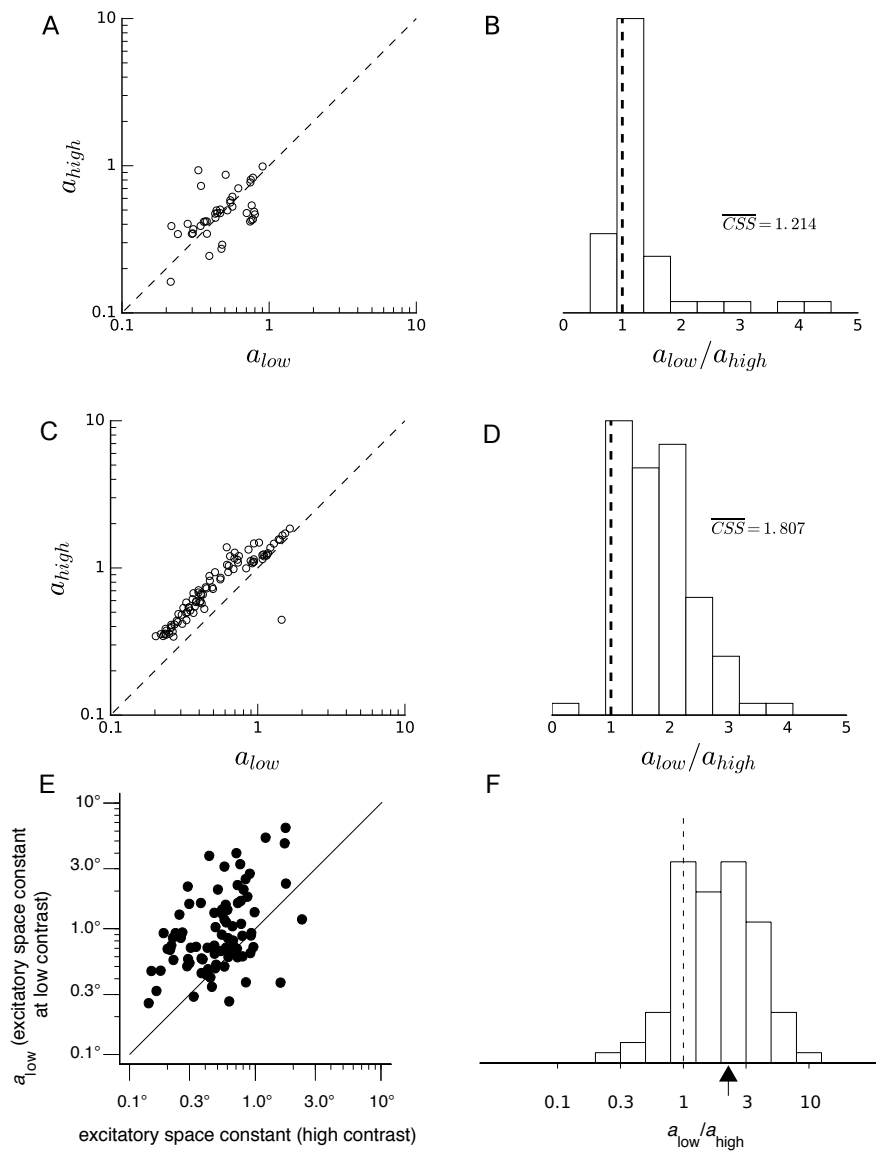 A
10
1
0.1
a_high
0.1
1
10
a_low
B
CSS = 1.214
0
1
2
3
4
5
a_low/a_high
C
10
1
0.1
a_high
0.1
1
10
a_low
D
CSS = 1.807
0
1
2
3
4
5
a_low/a_high
E
10°
3.0°
1.0°
0.3°
0.1°
a_low (excitatory space constant
at low contrast)
0.1°
0.3°
1.0°
3.0°
10°
excitatory space constant (high contrast)
F
0.1
0.3
1
3
10
a_low/a_high